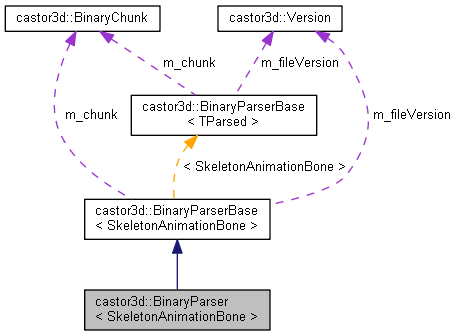 castor3d::BinaryChunk
castor3d::Version
m_chunk
m_fileVersion
castor3d::BinaryParserBase
< TParsed >
m_chunk
m_fileVersion
< SkeletonAnimationBone >
castor3d::BinaryParserBase
< SkeletonAnimationBone >
castor3d::BinaryParser
< SkeletonAnimationBone >